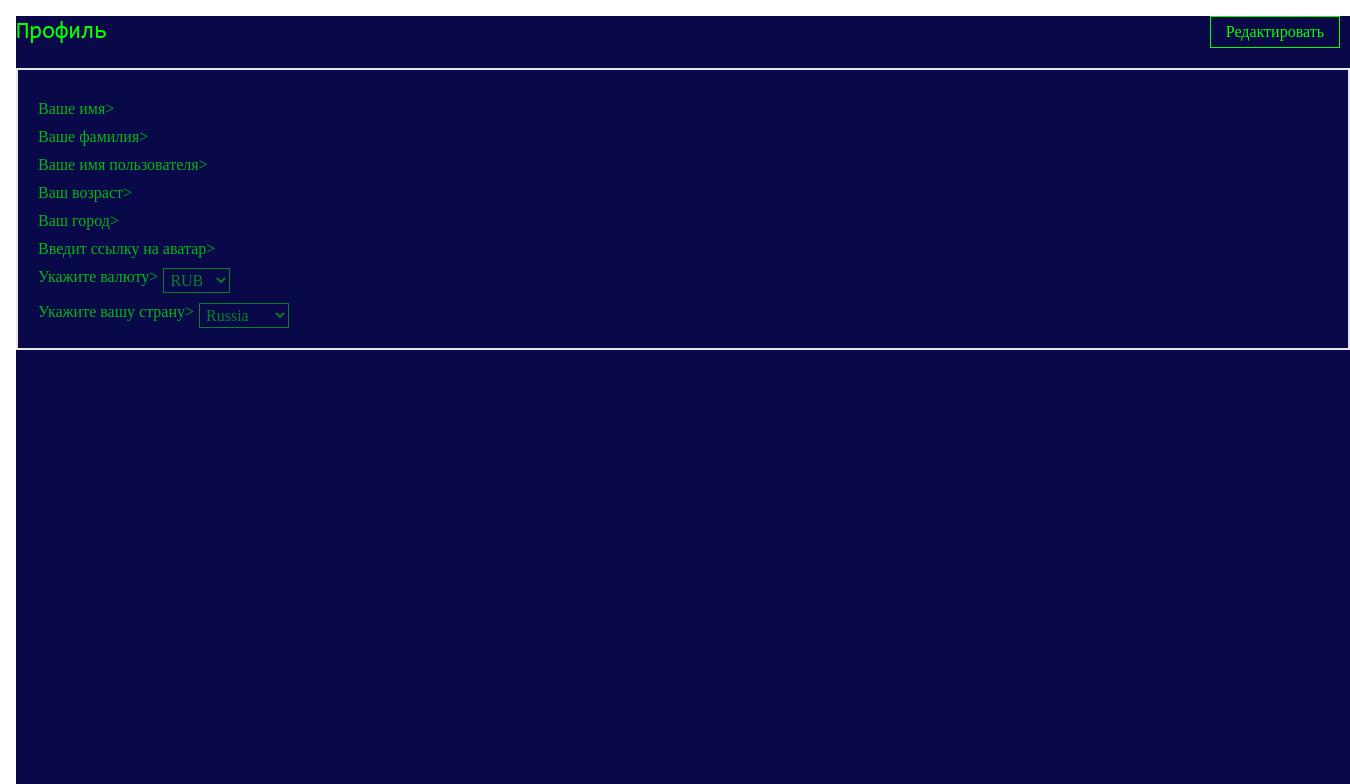 Профиль
Редактировать
Ваше имя>
Ваше фамилия>
Ваше имя пользователя>
Ваш возраст>
Ваш город>
Введит ссылку на аватар>
Укажите валюту> RUB
Укажите вашу страну> Russia